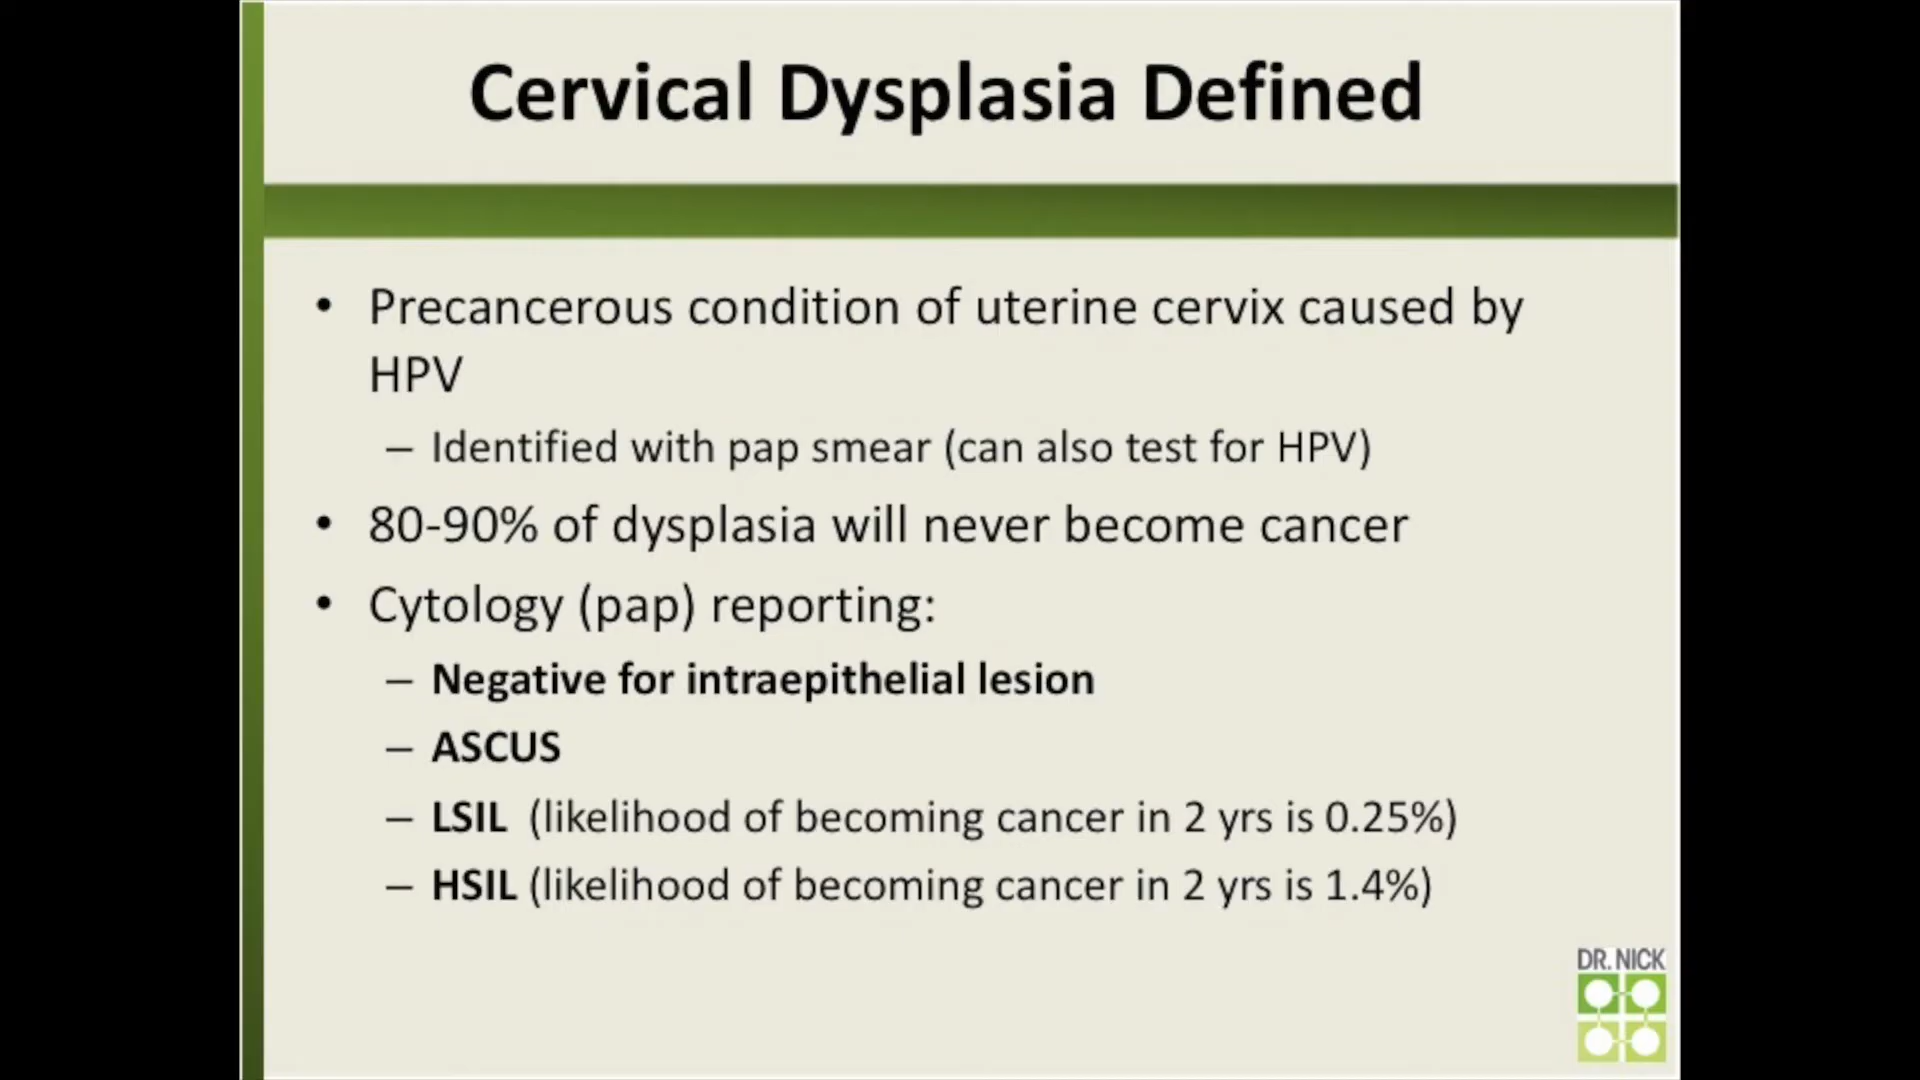 Cervical Dysplasia Defined
• Precancerous condition of uterine cervix caused by
HPV
– Identified with pap smear (can also test for HPV)
• 80-90% of dysplasia will never become cancer
• Cytology (pap) reporting:
– Negative for intraepithelial lesion
– ASCUS
– LSIL (likelihood of becoming cancer in 2 yrs is 0.25%)
– HSIL (likelihood of becoming cancer in 2 yrs is 1.4%)
DR. NICK